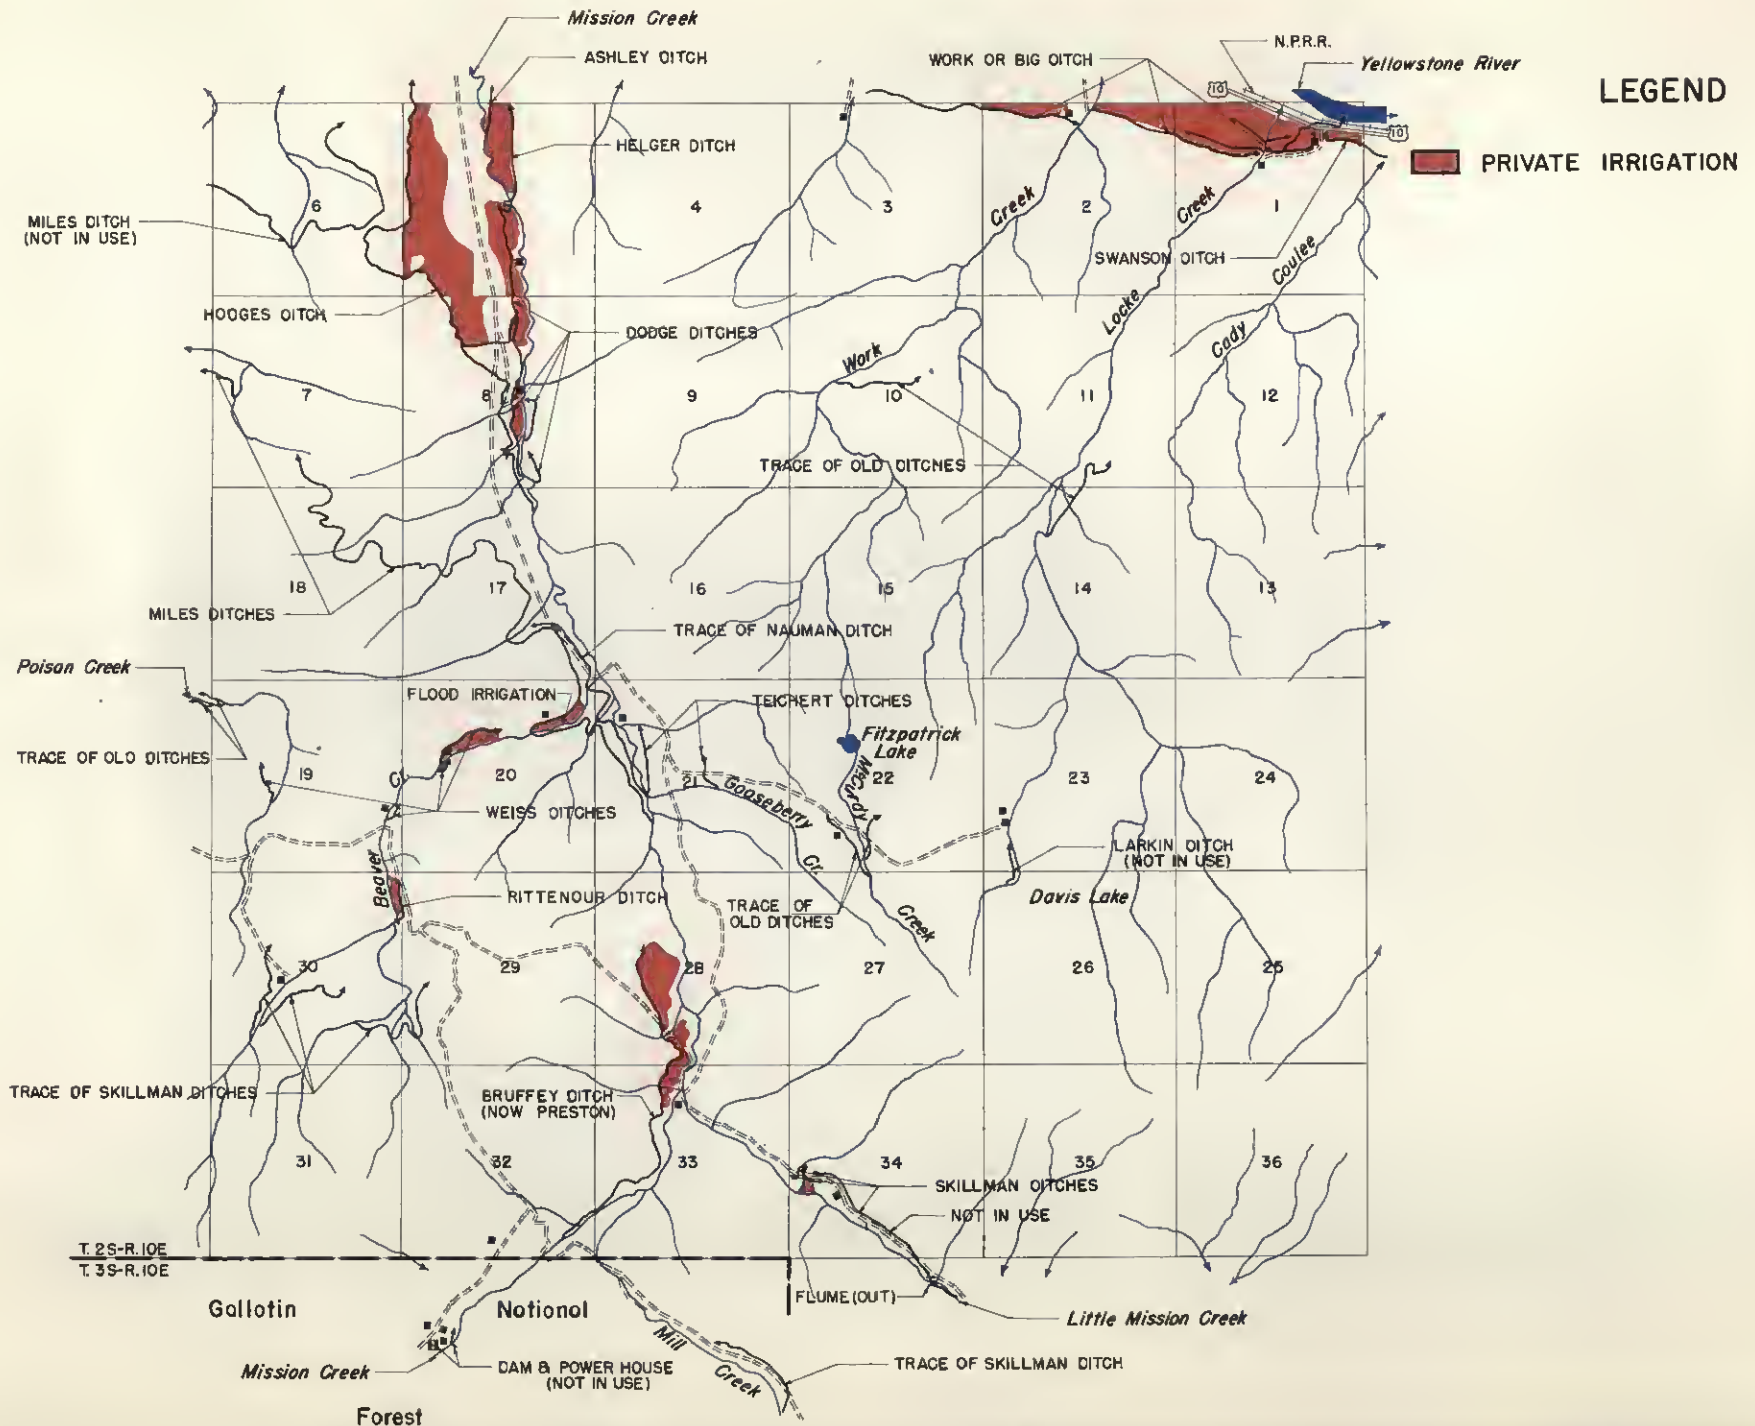 Mission Creek
ASHLEY DITCH
WORK OR BIG DITCH
N.P.R.R.
Yellowstone River
10
10
LEGEND
PRIVATE IRRIGATION
HELGER DITCH
MILES DITCH
(NOT IN USE)
6
5
4
3
Creek
2
Creek
1
SWANSON DITCH
Coulee
HODGES DITCH
DODGE DITCHES
Locke
Cady
Work
7
8
9
10
11
12
TRACE OF OLD DITCHES
18
17
16
15
14
13
MILES DITCHES
TRACE OF NAUMAN DITCH
Poison Creek
FLOOD IRRIGATION
TEICHERT DITCHES
Fitzpatrick
Lake
TRACE OF OLD DITCHES
19
Cr.
20
21
22
23
24
Gooseberry
Cr.
McCurdy
Creek
WEISS DITCHES
LARKIN DITCH
(NOT IN USE)
Beaver
RITTENOUR DITCH
TRACE OF
OLD DITCHES
Davis Lake
30
29
28
27
26
25
TRACE OF SKILLMAN DITCHES
BRUFFEY DITCH
(NOW PRESTON)
31
32
33
34
35
36
SKILLMAN DITCHES
NOT IN USE
T. 2S-R.10E
T. 3S-R.10E
FLUME (OUT)
Gallatin
National
Little Mission Creek
Mill
Creek
Mission Creek
DAM & POWER HOUSE
(NOT IN USE)
TRACE OF SKILLMAN DITCH
Forest